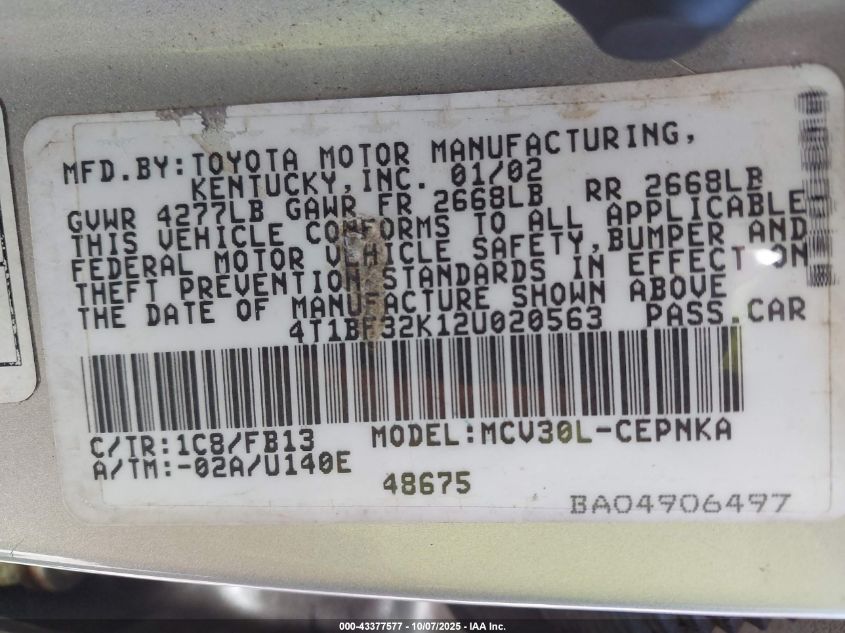 MFD.BY:TOYOTA MOTOR MANUFACTURING,
KENTUCKY,INC. 01/02
GVWR 4277LB GAWR FR 2668LB RR 2668LB
THIS VEHICLE CONFORMS TO ALL APPLICABLE
FEDERAL MOTOR VEHICLE SAFETY,BUMPER AND
THEFT PREVENTION STANDARDS IN EFFECT ON
THE DATE OF MANUFACTURE SHOWN ABOVE
4T1BF32K12U020563 PASS.CAR
C/TR:1C8/FB13 MODEL:MCV30L-CEPNKA
A/TM:-02A/U140E
48675
BA04906497
000-43377577 - 10/07/2025 - IAA Inc.